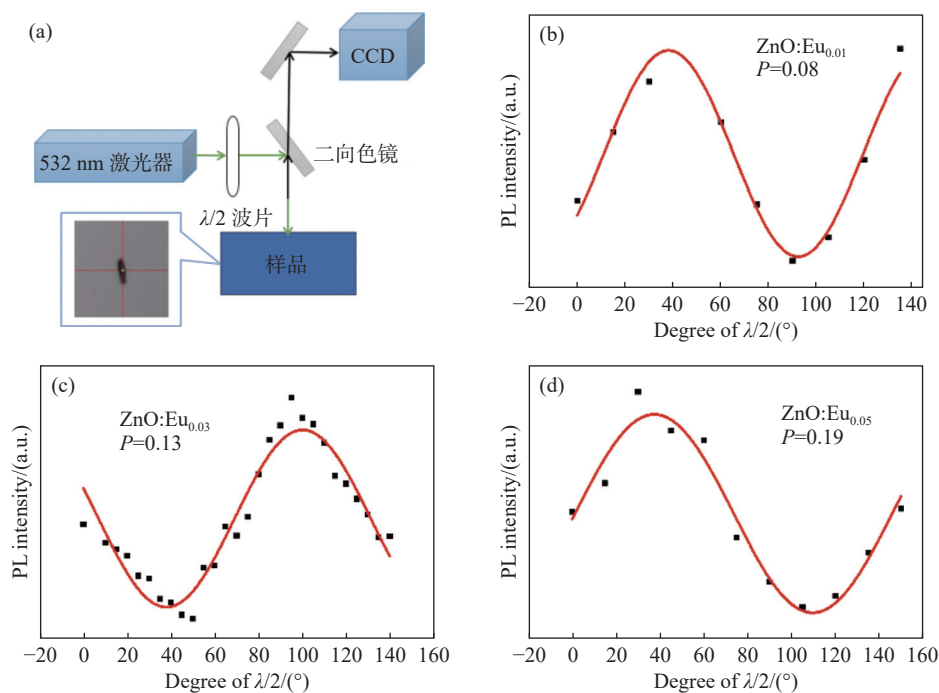 (a)
CCD
532 nm 激光器
二向色镜
λ/2 波片
样品
(b)
ZnO:Eu0.01
P=0.08
PL intensity/(a.u.)
−20 0 20 40 60 80 100 120 140
Degree of λ/2/(°)
(c)
ZnO:Eu0.03
P=0.13
PL intensity/(a.u.)
−20 0 20 40 60 80 100 120 140 160
Degree of λ/2/(°)
(d)
ZnO:Eu0.05
P=0.19
PL intensity/(a.u.)
−20 0 20 40 60 80 100 120 140 160
Degree of λ/2/(°)